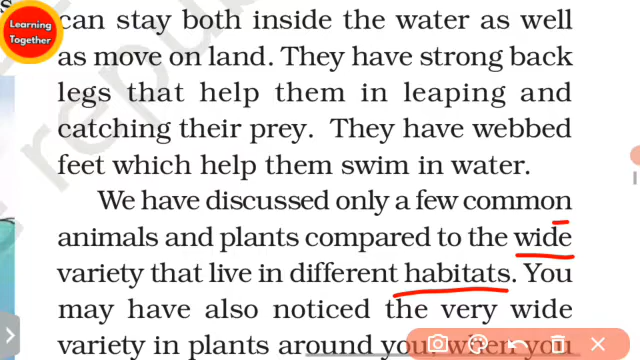 Learning
Together
can stay both inside the water as well
as move on land. They have strong back
legs that help them in leaping and
catching their prey. They have webbed
feet which help them swim in water.
We have discussed only a few common
animals and plants compared to the wide
variety that live in different habitats. You
may have also noticed the very wide
variety in plants around you, when you